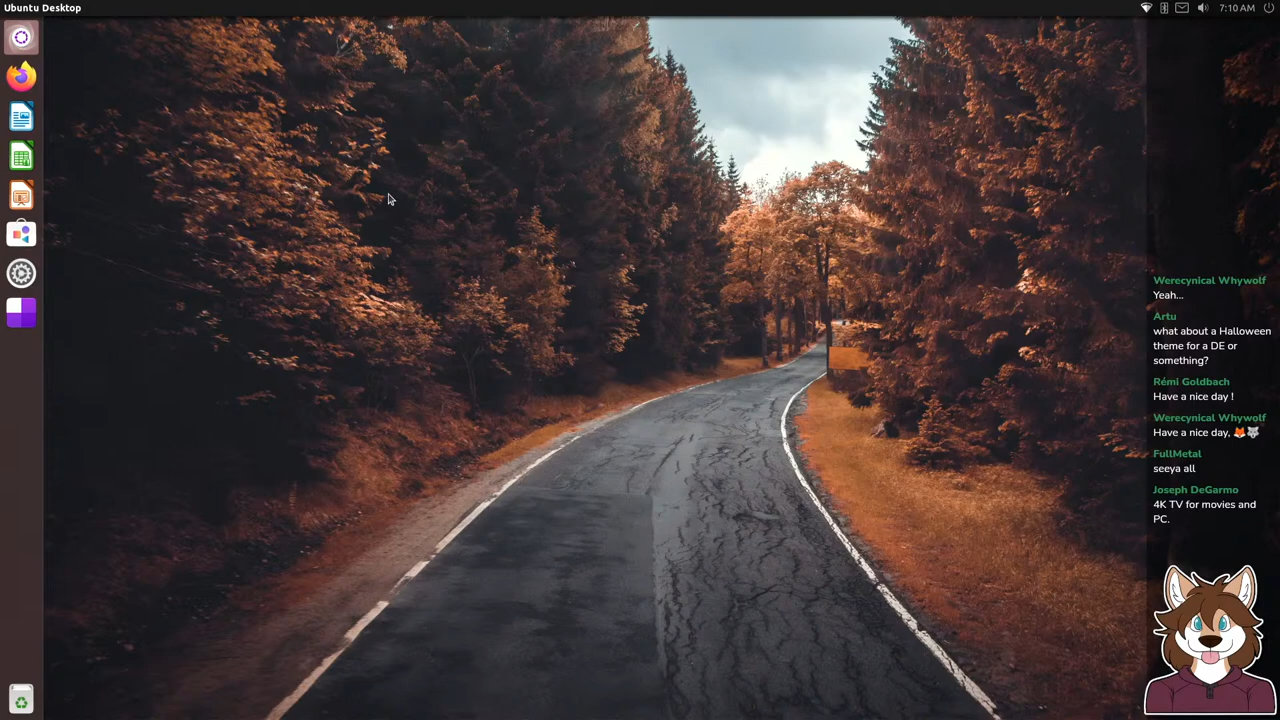 Ubuntu Desktop
7:10 AM
Werecynical Whywolf
Yeah...
Artu
what about a Halloween
theme for a DE or
something?
Rémi Goldbach
Have a nice day !
Werecynical Whywolf
Have a nice day, 🦊🐺
FullMetal
seeya all
Joseph DeGarmo
4K TV for movies and
PC.